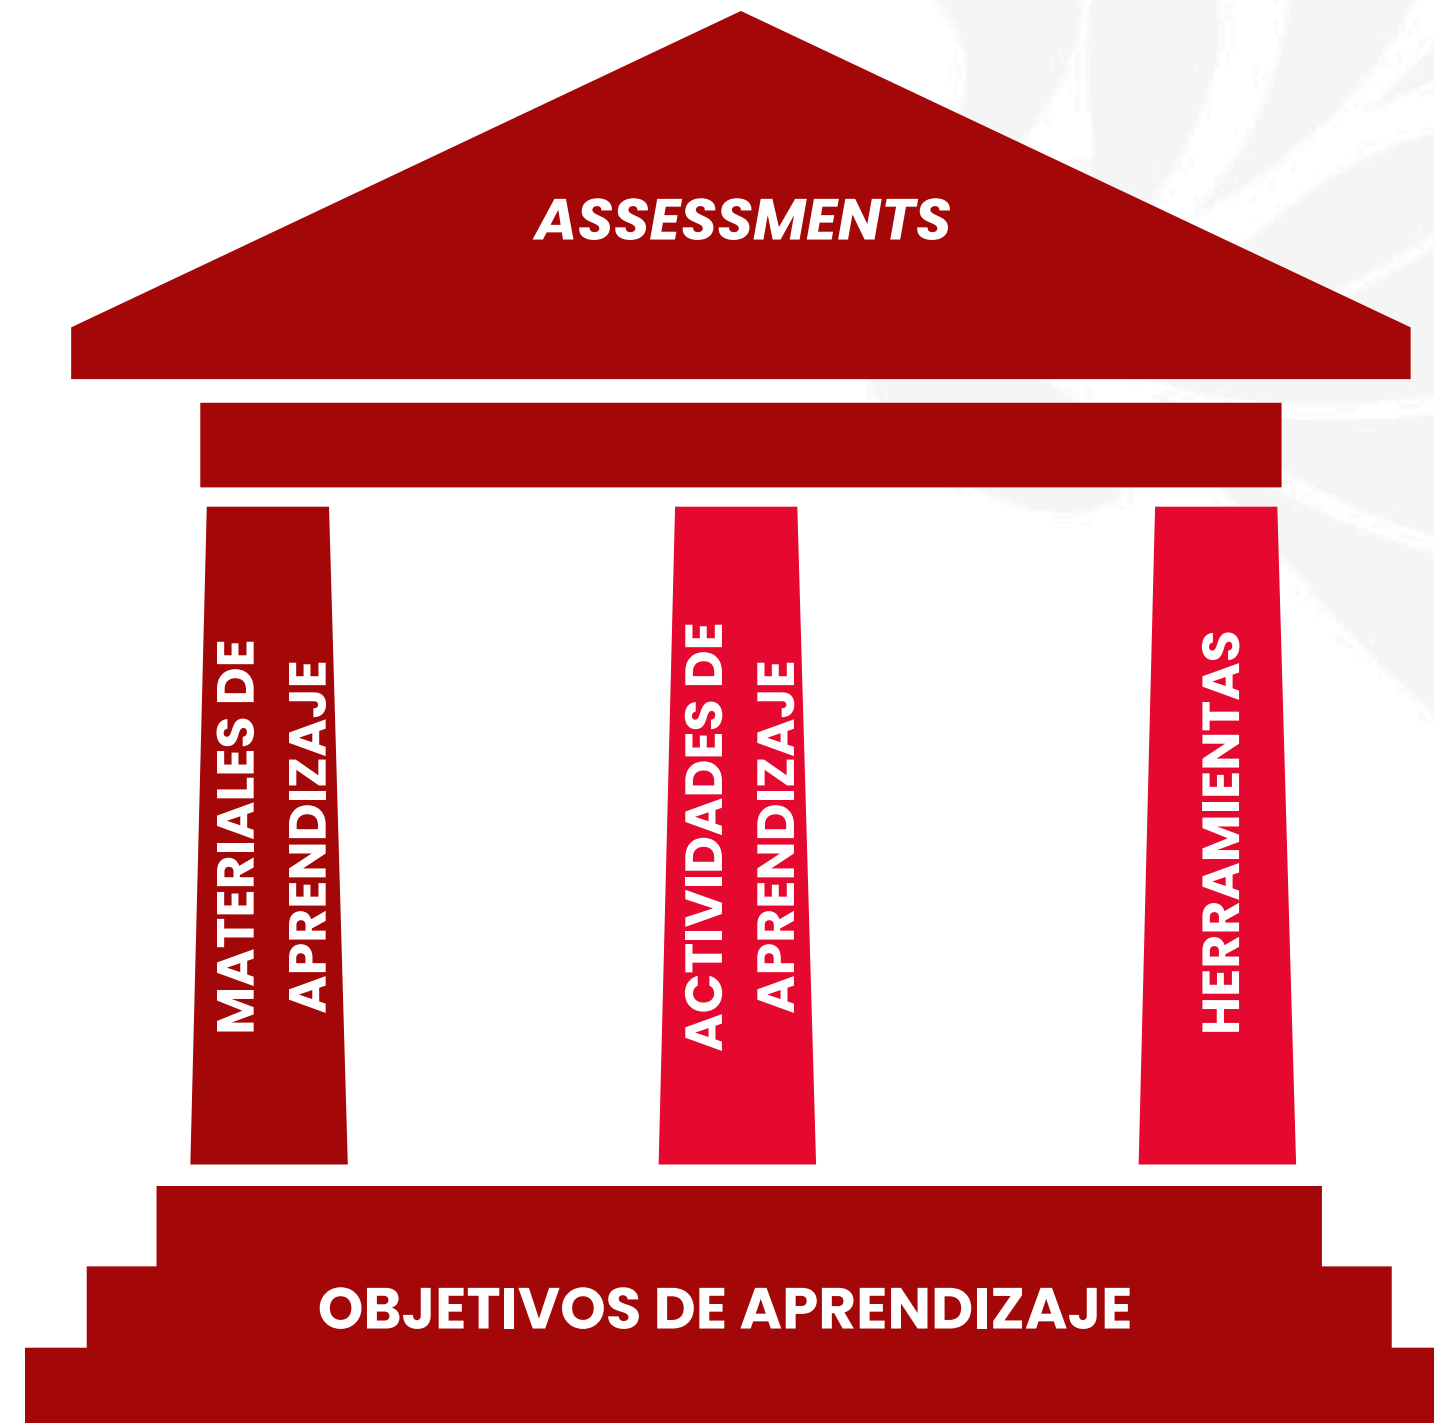 ASSESSMENTS
MATERIALES DE
APRENDIZAJE
ACTIVIDADES DE
APRENDIZAJE
HERRAMIENTAS
OBJETIVOS DE APRENDIZAJE